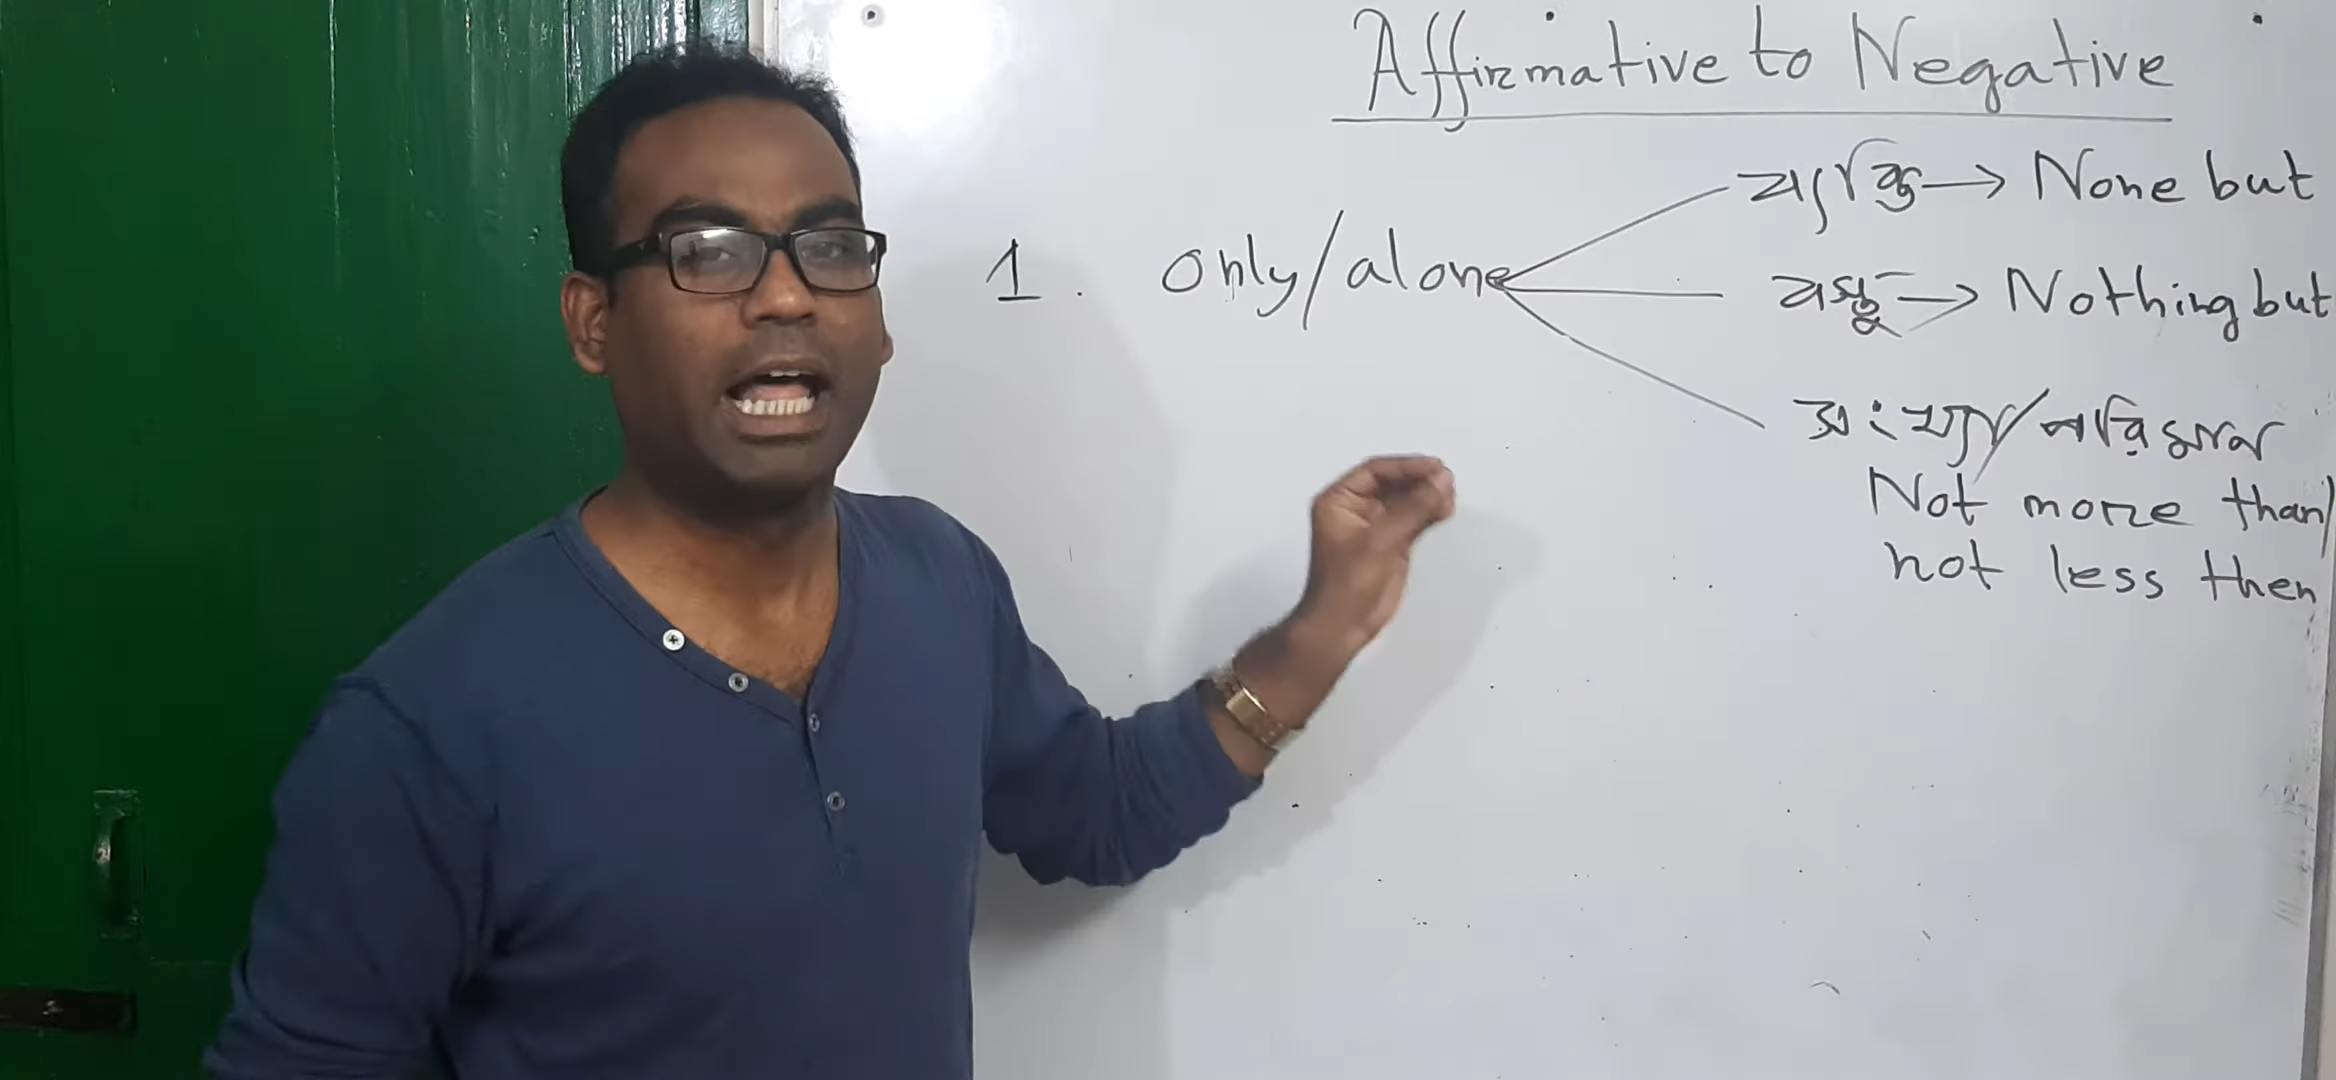 Affirmative to Negative
1. only/alone
ব্যক্তি → None but
বস্তু → Nothing but
সংখ্যা/পরিমাণ
Not more than/
not less then